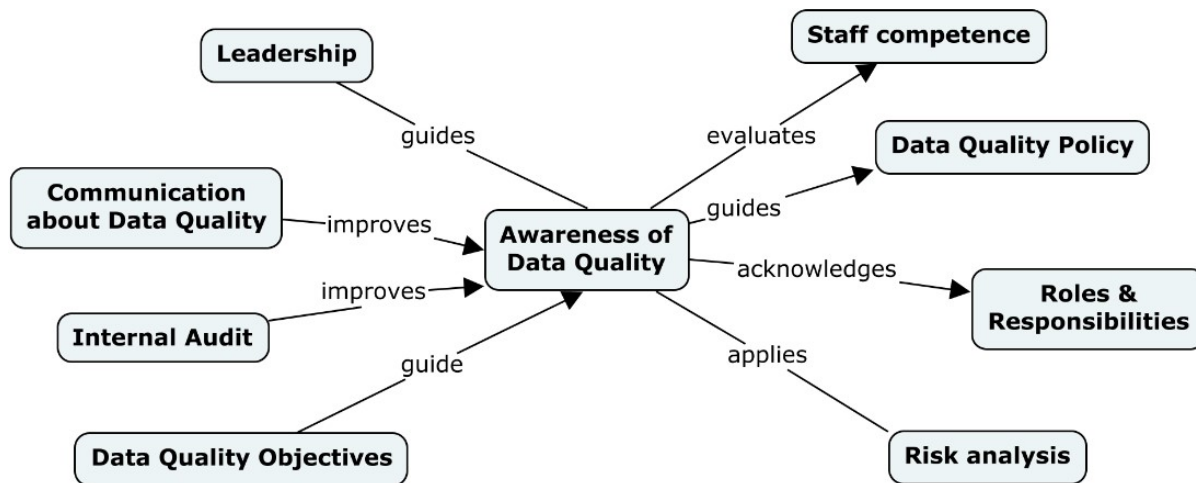 Leadership
Staff competence
guides
evaluates
Data Quality Policy
Communication
about Data Quality
improves
guides
Awareness of
Data Quality
acknowledges
improves
Roles &
Responsibilities
Internal Audit
guide
applies
Data Quality Objectives
Risk analysis